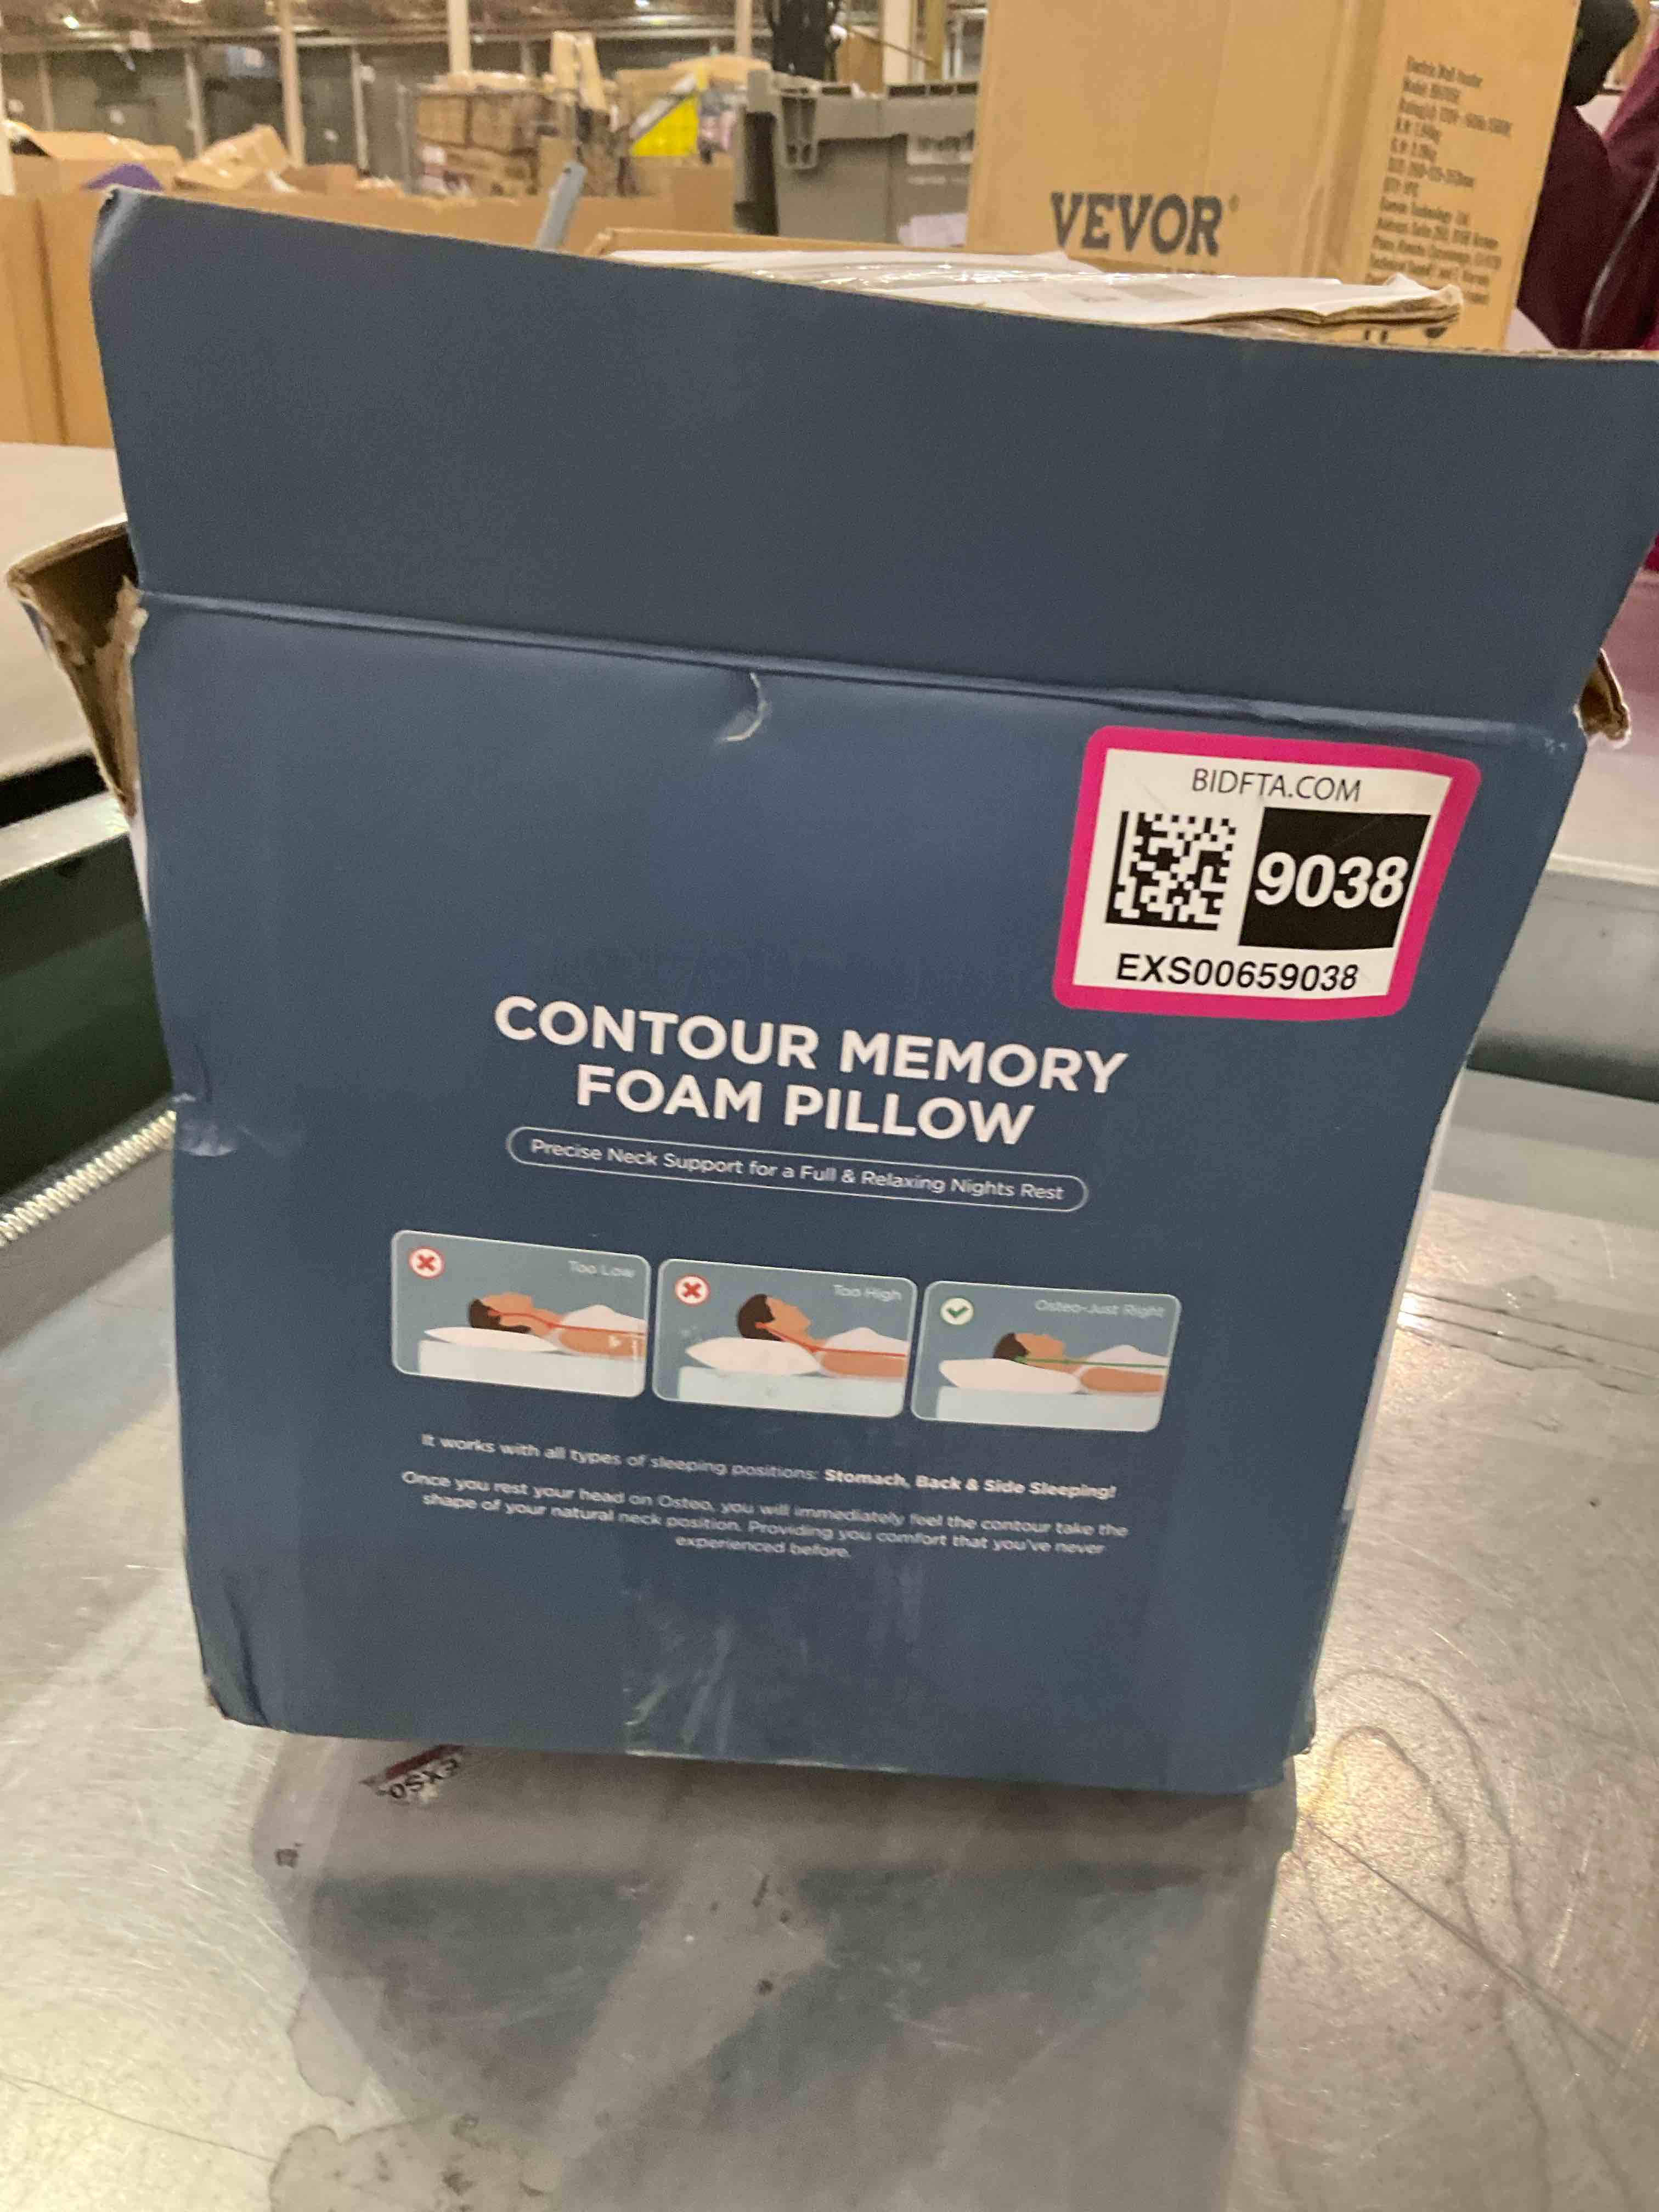 VEVOR®
BIDFTA.COM
9038
EXS00659038
CONTOUR MEMORY
FOAM PILLOW
Precise Neck Support for a Full & Relaxing Nights Rest
Too Low
Too High
Osteo-Just Right
It works with all types of sleeping positions: Stomach, Back & Side Sleeping!
Once you rest your head on Osteo, you will immediately feel the contour take the
shape of your natural neck position. Providing you comfort that you've never
experienced before.